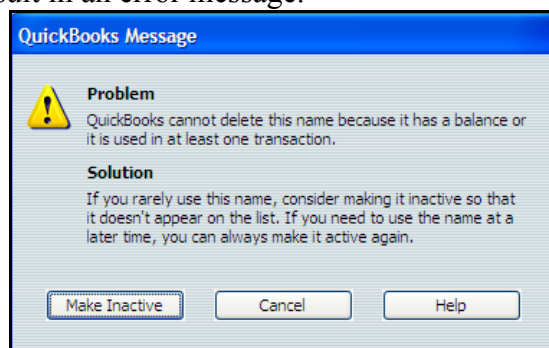 in an error message.
QuickBooks Message
Problem
QuickBooks cannot delete this name because it has a balance or
it is used in at least one transaction.
Solution
If you rarely use this name, consider making it inactive so that
it doesn't appear on the list. If you need to use the name at a
later time, you can always make it active again.
Make Inactive
Cancel
Help